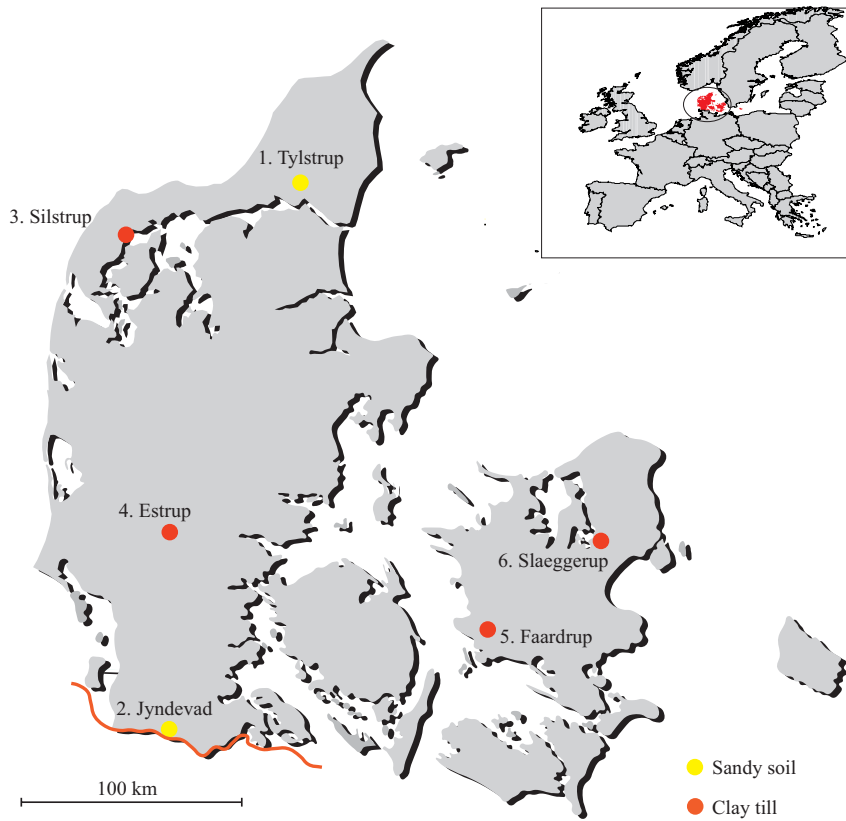 1. Tylstrup
3. Silstrup
4. Estrup
6. Slaeggerup
5. Faardrup
2. Jyndevad
Sandy soil
100 km
Clay till